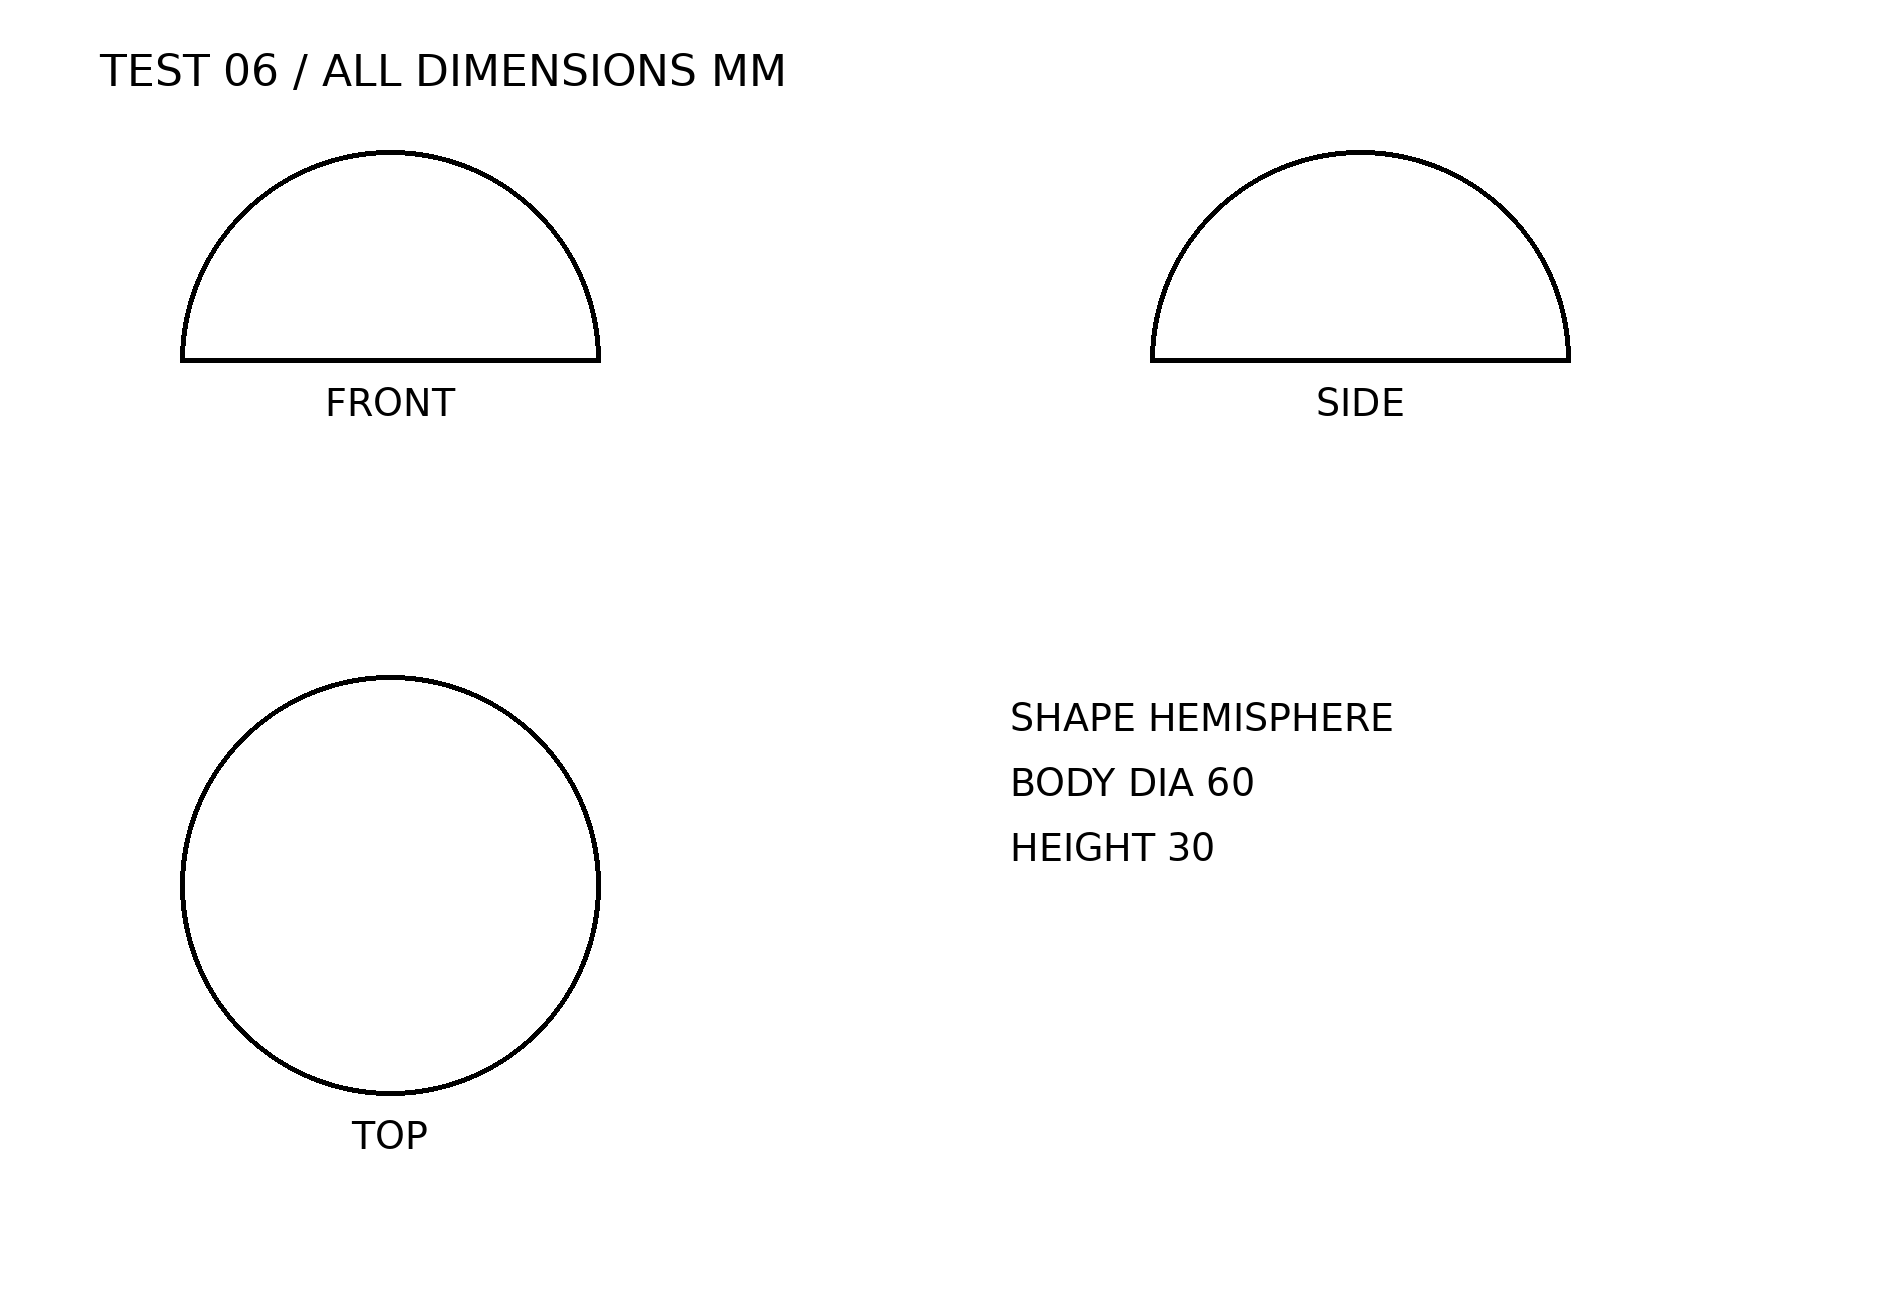 TEST 06 / ALL DIMENSIONS MM
FRONT
SIDE
SHAPE HEMISPHERE
BODY DIA 60
HEIGHT 30
TOP